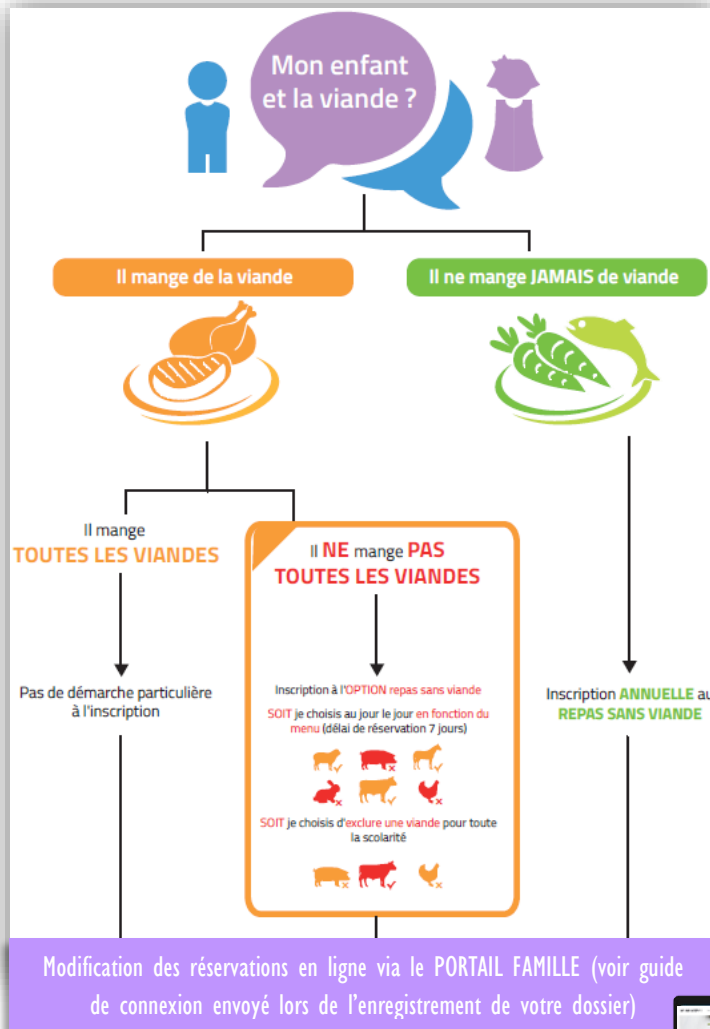 Mon enfant
et la viande ?
Il mange de la viande
Il ne mange JAMAIS de viande
Il mange
TOUTES LES VIANDES
Il NE mange PAS
TOUTES LES VIANDES
Pas de démarche particulière
à l'inscription
Inscription à l'OPTION repas sans viande
SOIT je choisis au jour le jour en fonction du
menu (délai de réservation 7 jours)
SOIT je choisis d'exclure une viande pour toute
la scolarité
Inscription ANNUELLE au
REPAS SANS VIANDE
Modification des réservations en ligne via le PORTAIL FAMILLE (voir guide
de connexion envoyé lors de l'enregistrement de votre dossier)